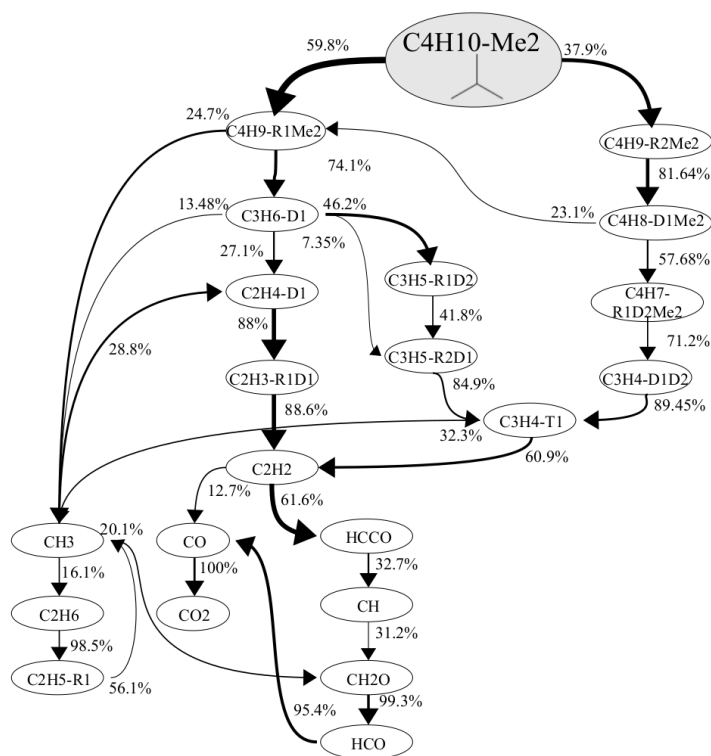 C4H10-Me2
59.8%
37.9%
24.7%
C4H9-R1Me2
C4H9-R2Me2
74.1%
81.64%
13.48%
C3H6-D1
46.2%
23.1%
C4H8-D1Me2
27.1%
7.35%
57.68%
C3H5-R1D2
C2H4-D1
C4H7-
R1D2Me2
88%
41.8%
28.8%
71.2%
C3H5-R2D1
C2H3-R1D1
C3H4-D1D2
84.9%
88.6%
89.45%
C3H4-T1
32.3%
60.9%
C2H2
12.7%
61.6%
20.1%
CH3
CO
HCCO
16.1%
100%
32.7%
C2H6
CO2
CH
98.5%
31.2%
C2H5-R1
56.1%
CH2O
99.3%
95.4%
HCO